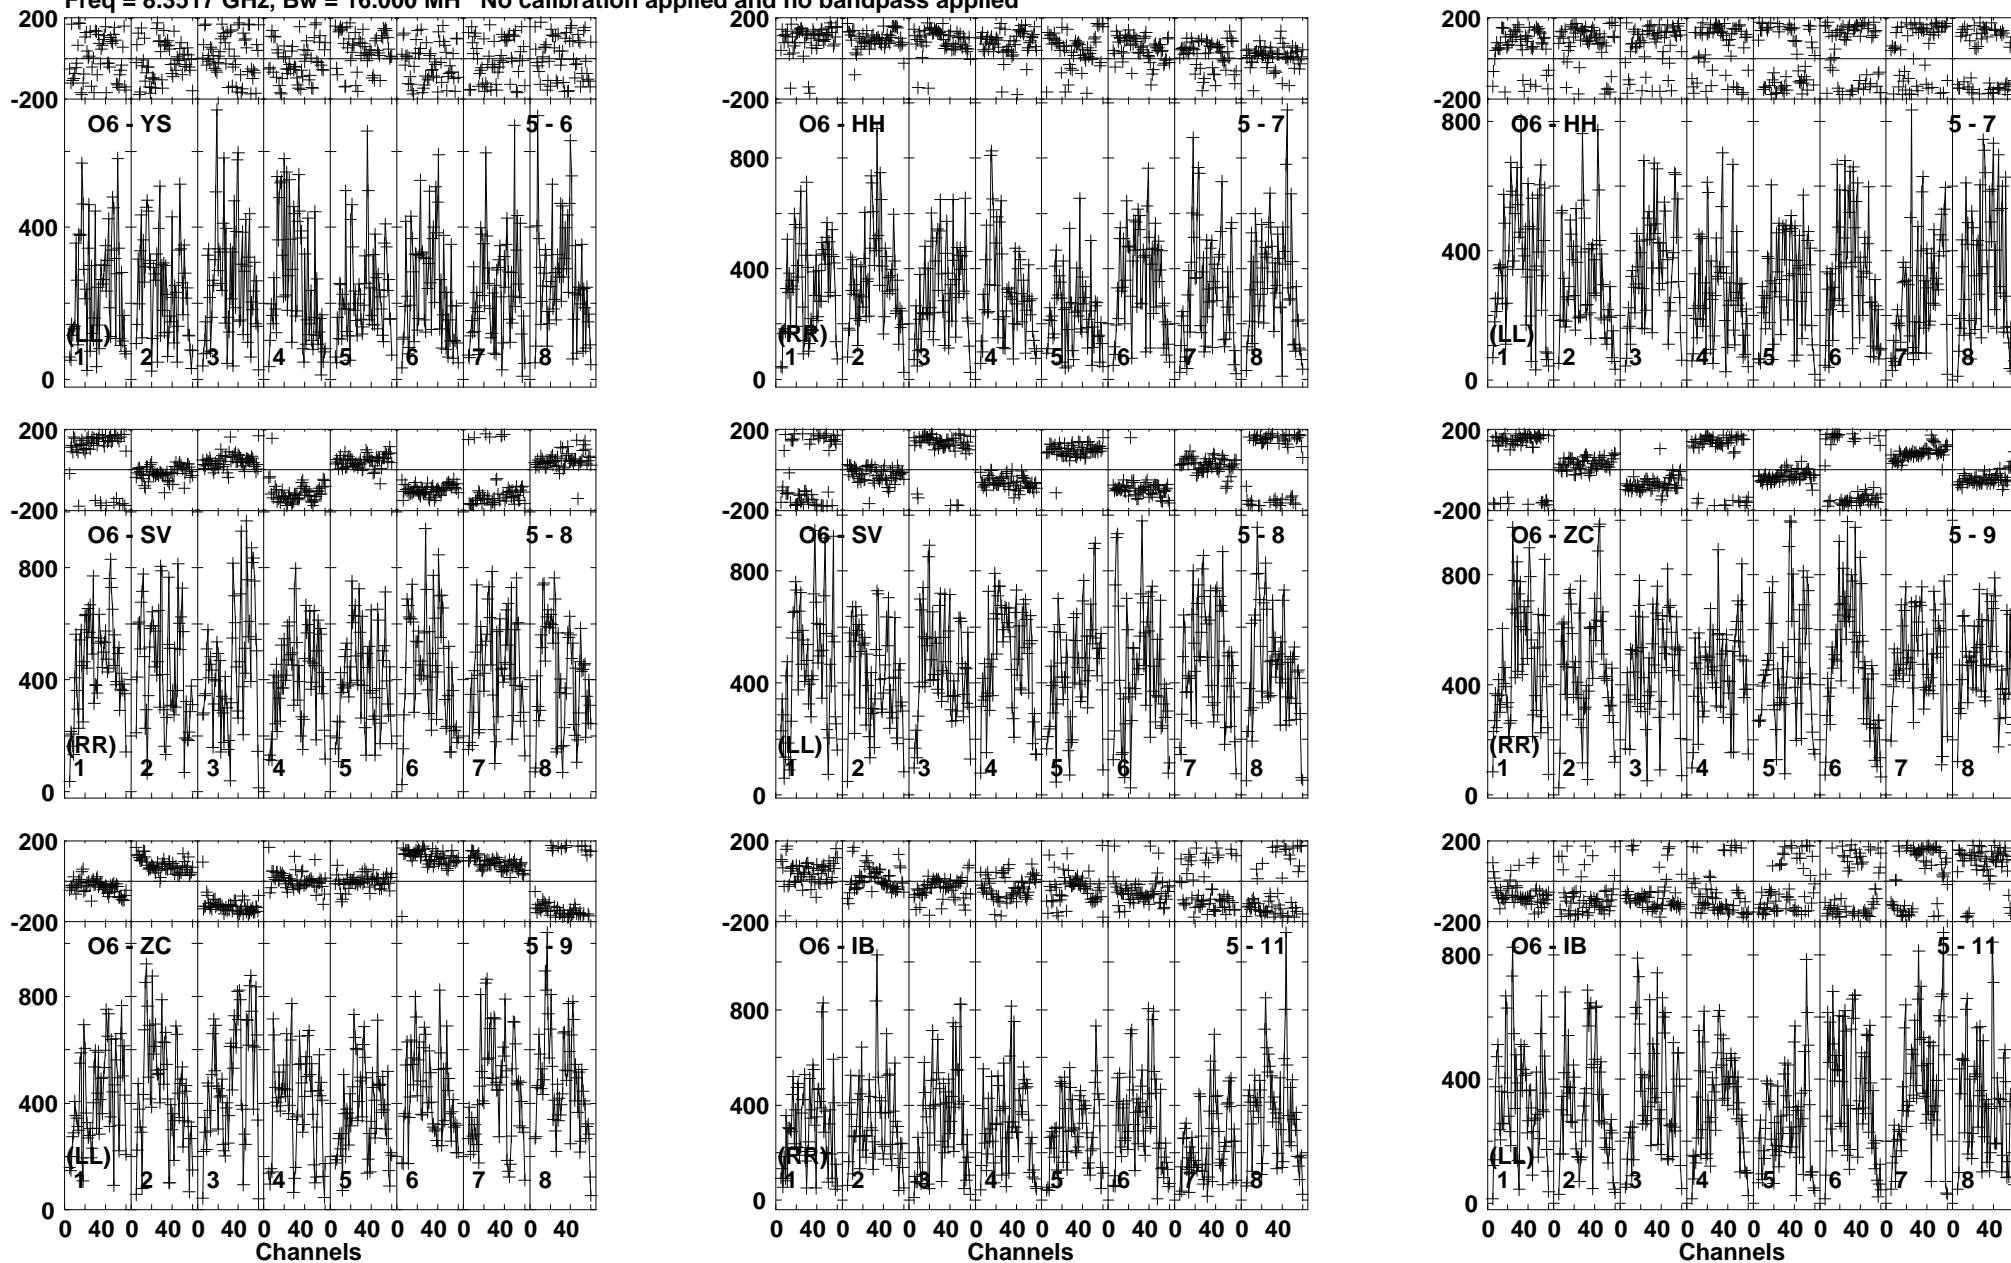 Freq = 8.3517 GHz, Bw = 16.000 MH No calibration applied and no bandpass applied
200 200 200
-200 -200 -200
O6 - YS 5 - 6 O6 - HH 5 - 7 O6 - HH 5 - 7
800
800
400
400
400
(LL) (RR) (LL)
1 2 3 4 5 6 7 8 1 2 3 4 5 6 7 8 1 2 3 4 5 6 7 8
0 0 0
200 200 200
-200 -200 -200
O6 - SV 5 - 8 O6 - SV 5 - 8 O6 - ZC 5 - 9
800 800 800
400 400 400
(RR) (LL) (RR)
1 2 3 4 5 6 7 8 1 2 3 4 5 6 7 8 1 2 3 4 5 6 7 8
0 0 0
200 200 200
-200 -200 -200
O6 - ZC 5 - 9 O6 - IB 5 - 11 O6 - IB 5 - 11
800 800 800
400 400 400
(LL) (RR) (LL)
1 2 3 4 5 6 7 8 1 2 3 4 5 6 7 8 1 2 3 4 5 6 7 8
0 0 0
0 40 0 40 0 40 0 40 0 40 0 40 0 40 0 40 0 40 0 40 0 40 0 40 0 40 0 40 0 40 0 40 0 40 0 40 0 40 0 40 0 40 0 40 0 40 0 40
Channels Channels Channels